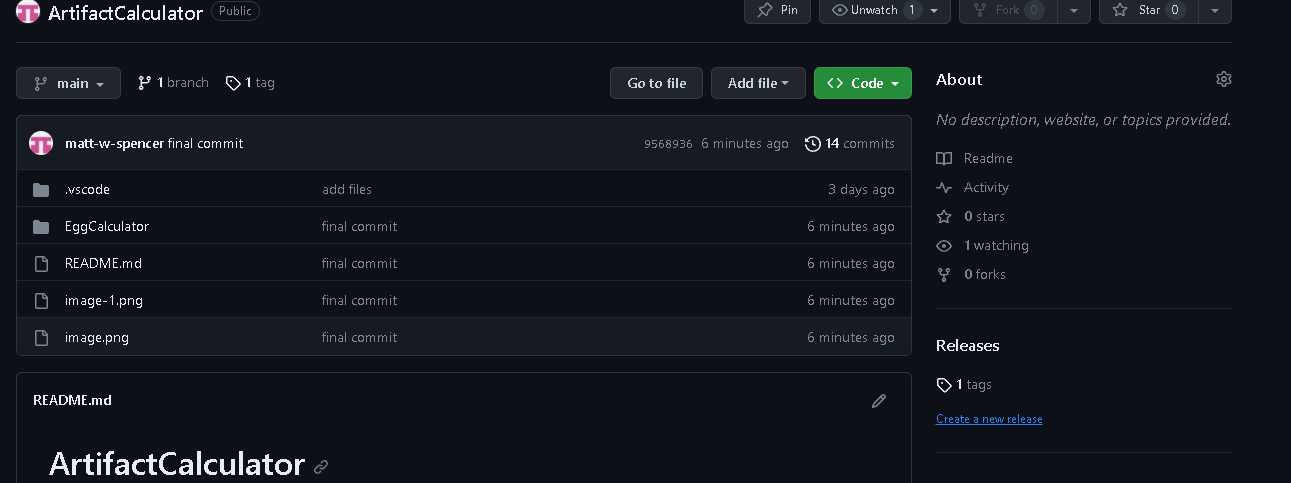 ArtifactCalculator Public Pin Unwatch 1 Fork 0 Star 0
main 1 branch 1 tag Go to file Add file Code
matt-w-spencer final commit 9568936 6 minutes ago 14 commits
.vscode add files 3 days ago
EggCalculator final commit 6 minutes ago
README.md final commit 6 minutes ago
image-1.png final commit 6 minutes ago
image.png final commit 6 minutes ago
README.md
ArtifactCalculator
About
No description, website, or topics provided.
Readme
Activity
0 stars
1 watching
0 forks
Releases
1 tags
Create a new release